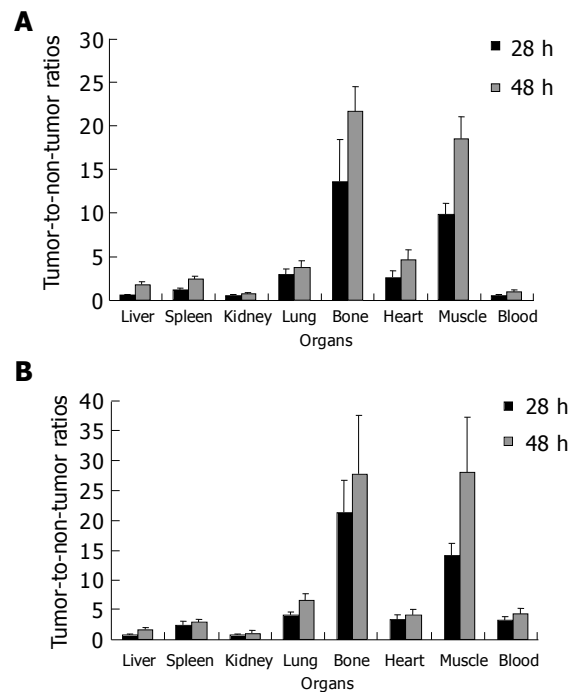 A
Tumor-to-non-tumor ratios
30
25
20
15
10
5
0
28 h
48 h
Liver Spleen Kidney Lung Bone Heart Muscle Blood
Organs
B
Tumor-to-non-tumor ratios
40
35
30
25
20
15
10
5
0
28 h
48 h
Liver Spleen Kidney Lung Bone Heart Muscle Blood
Organs